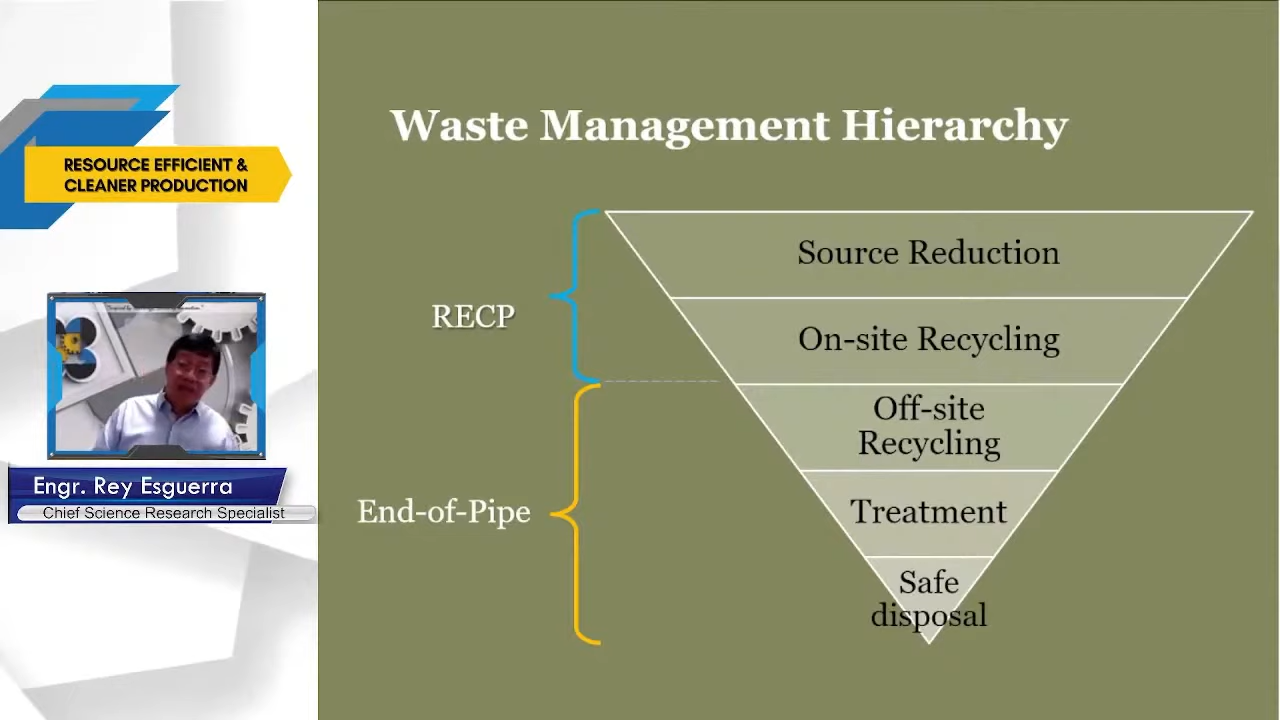 RESOURCE EFFICIENT &
CLEANER PRODUCTION
Engr. Rey Esguerra
Chief Science Research Specialist
Waste Management Hierarchy
RECP
End-of-Pipe
Source Reduction
On-site Recycling
Off-site
Recycling
Treatment
Safe
disposal